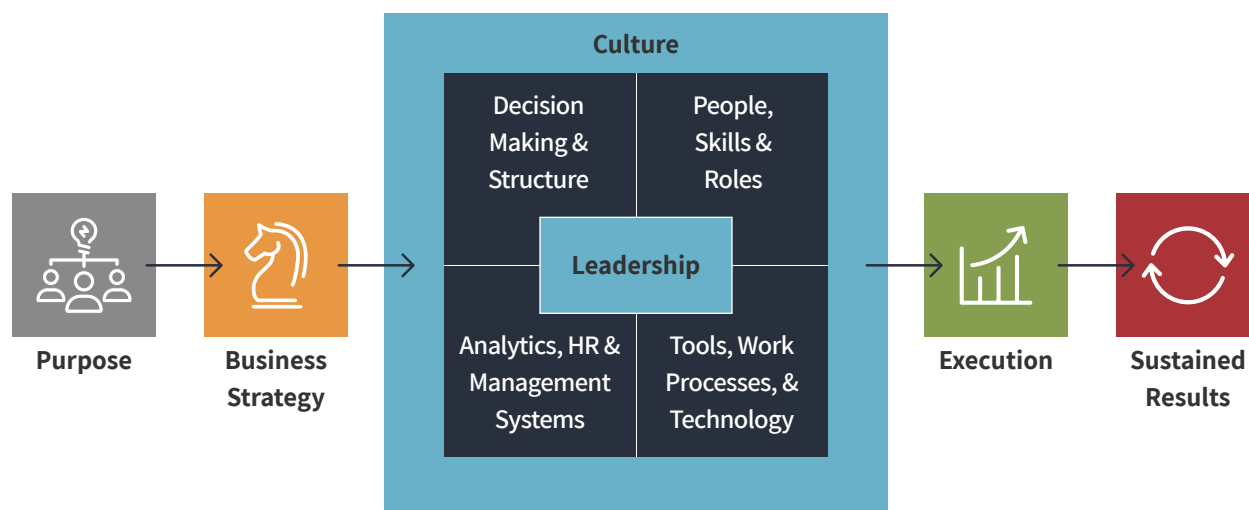 Culture
Decision
Making &
Structure
People,
Skills &
Roles
Leadership
Analytics, HR &
Management
Systems
Tools, Work
Processes, &
Technology
Purpose
Business
Strategy
Execution
Sustained
Results